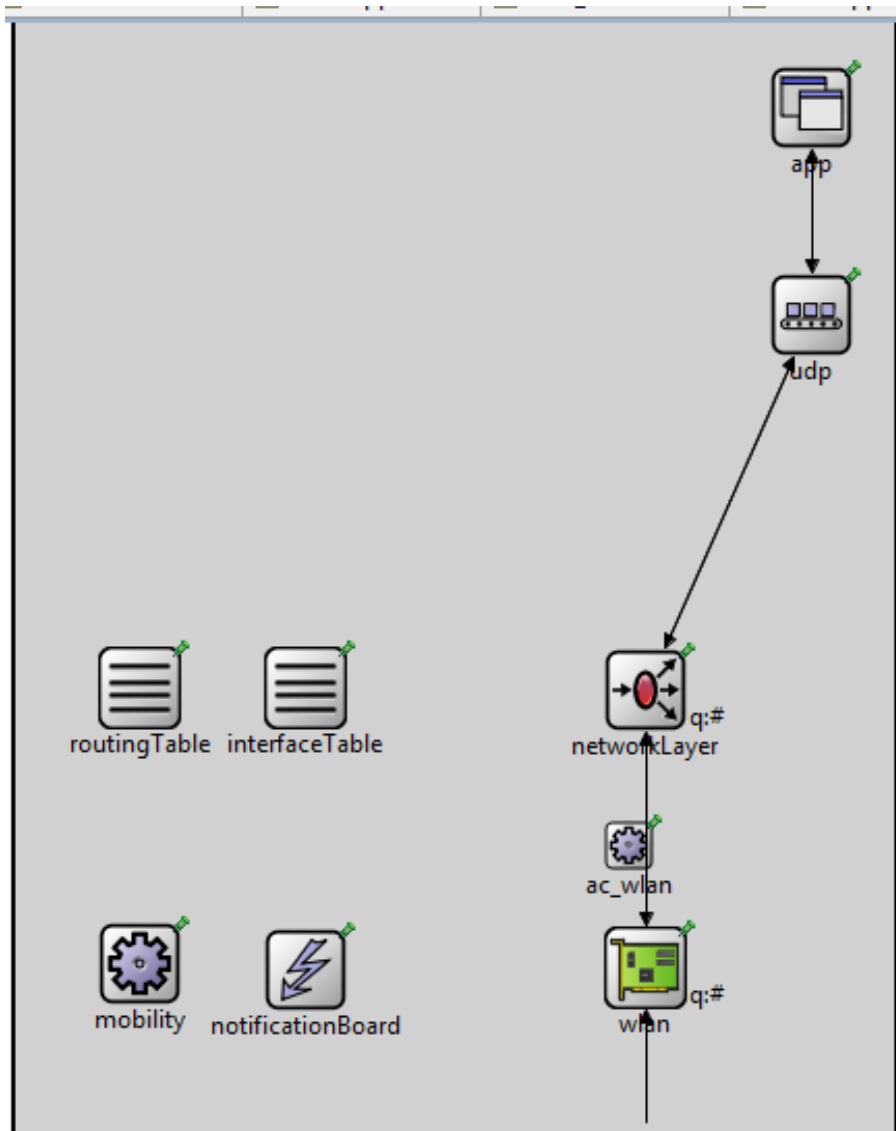 app
udp
q:#
networkLayer
routingTable
interfaceTable
ac_wlan
q:#
wlan
mobility
notificationBoard